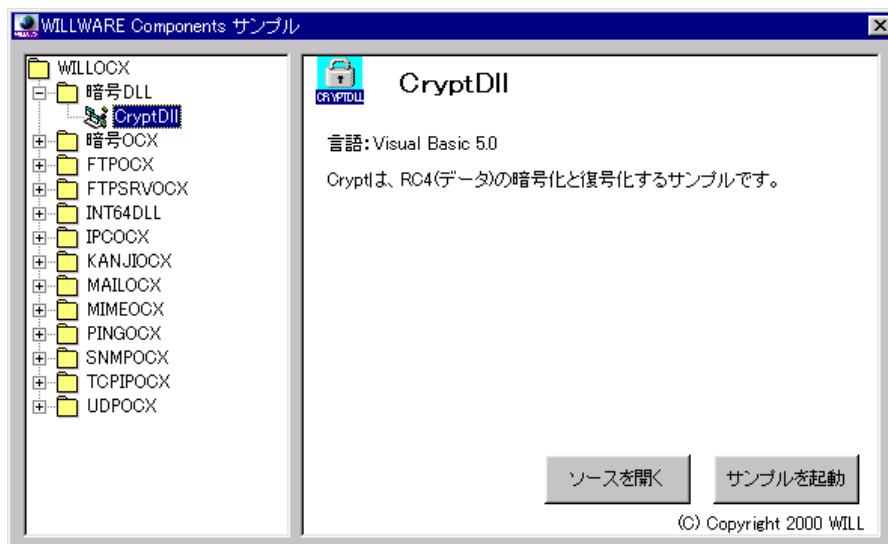 WILLWARE Components サンプル
WILLOCX
暗号DLL
CryptDll
暗号OCX
FTPOCX
FTPSRVOCX
INT64DLL
IPCOCX
KANJIOCX
MAILOCX
MIMEOCX
PINGOCX
SNMPOCX
TCPIPOCX
UDPOCX
CRYPTDLL
CryptDll
言語: Visual Basic 5.0
Cryptは、RC4(データ)の暗号化と復号化するサンプルです。
ソースを開く
サンプルを起動
(C) Copyright 2000 WILL